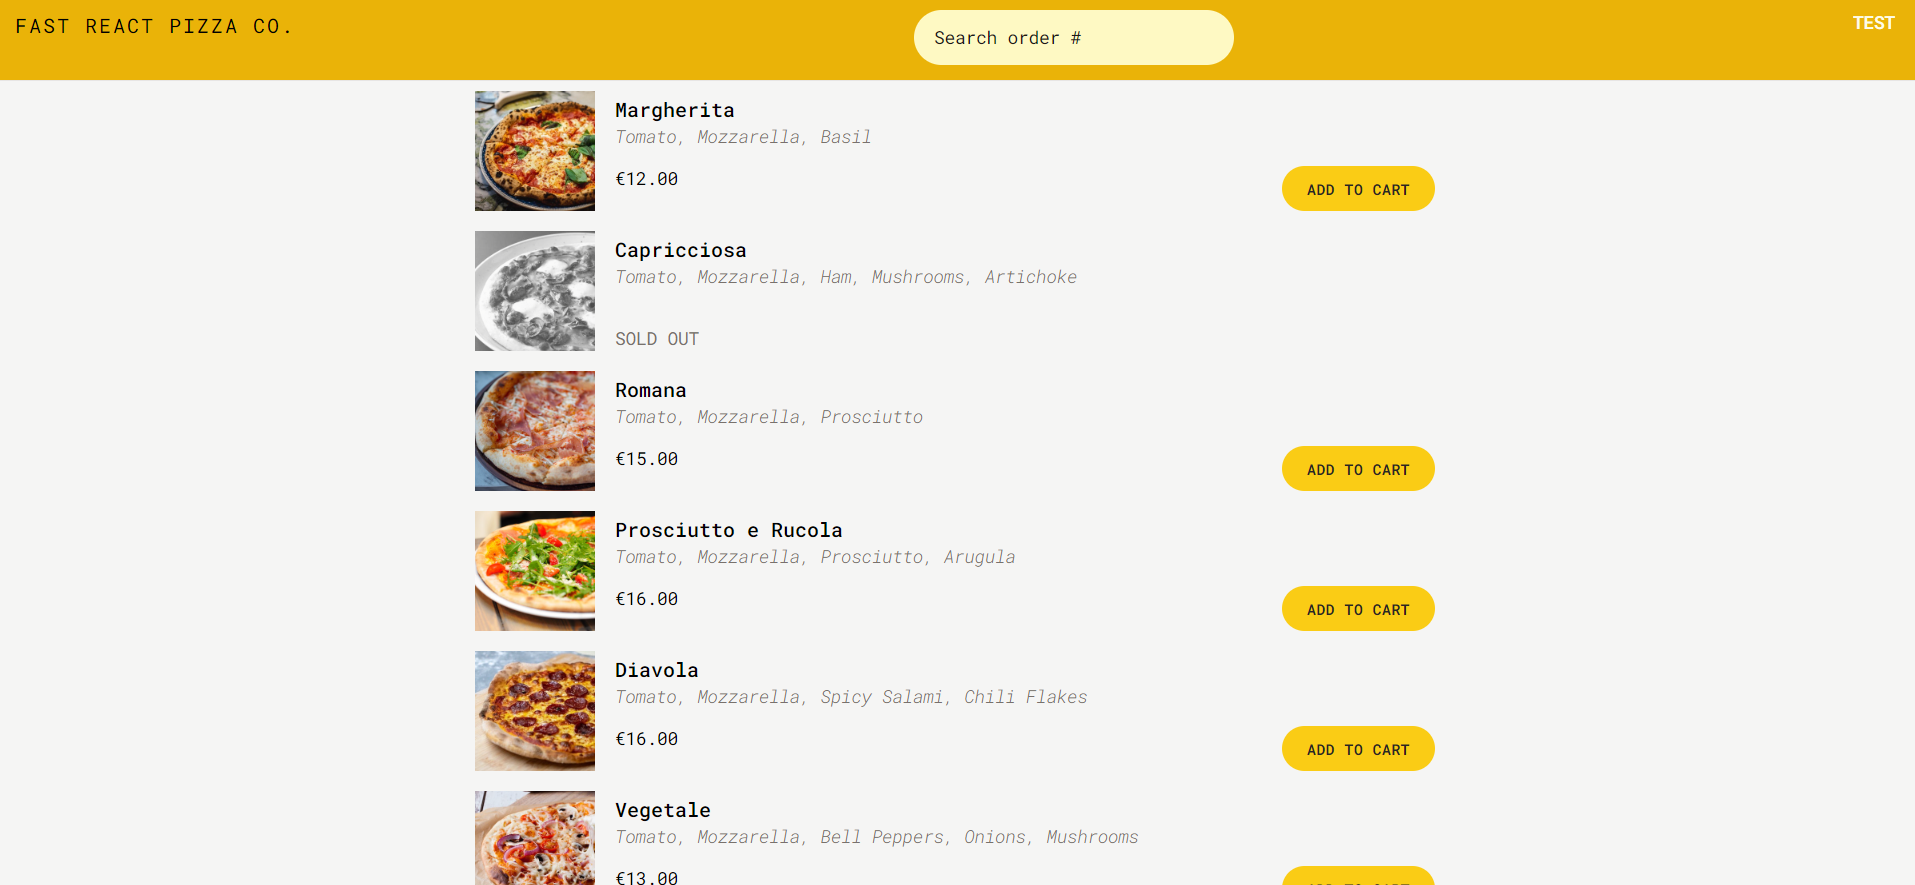 FAST REACT PIZZA CO.
Search order #
TEST
Margherita
Tomato, Mozzarella, Basil
€12.00
ADD TO CART
Capricciosa
Tomato, Mozzarella, Ham, Mushrooms, Artichoke
SOLD OUT
Romana
Tomato, Mozzarella, Prosciutto
€15.00
ADD TO CART
Prosciutto e Rucola
Tomato, Mozzarella, Prosciutto, Arugula
€16.00
ADD TO CART
Diavola
Tomato, Mozzarella, Spicy Salami, Chili Flakes
€16.00
ADD TO CART
Vegetale
Tomato, Mozzarella, Bell Peppers, Onions, Mushrooms
€13.00